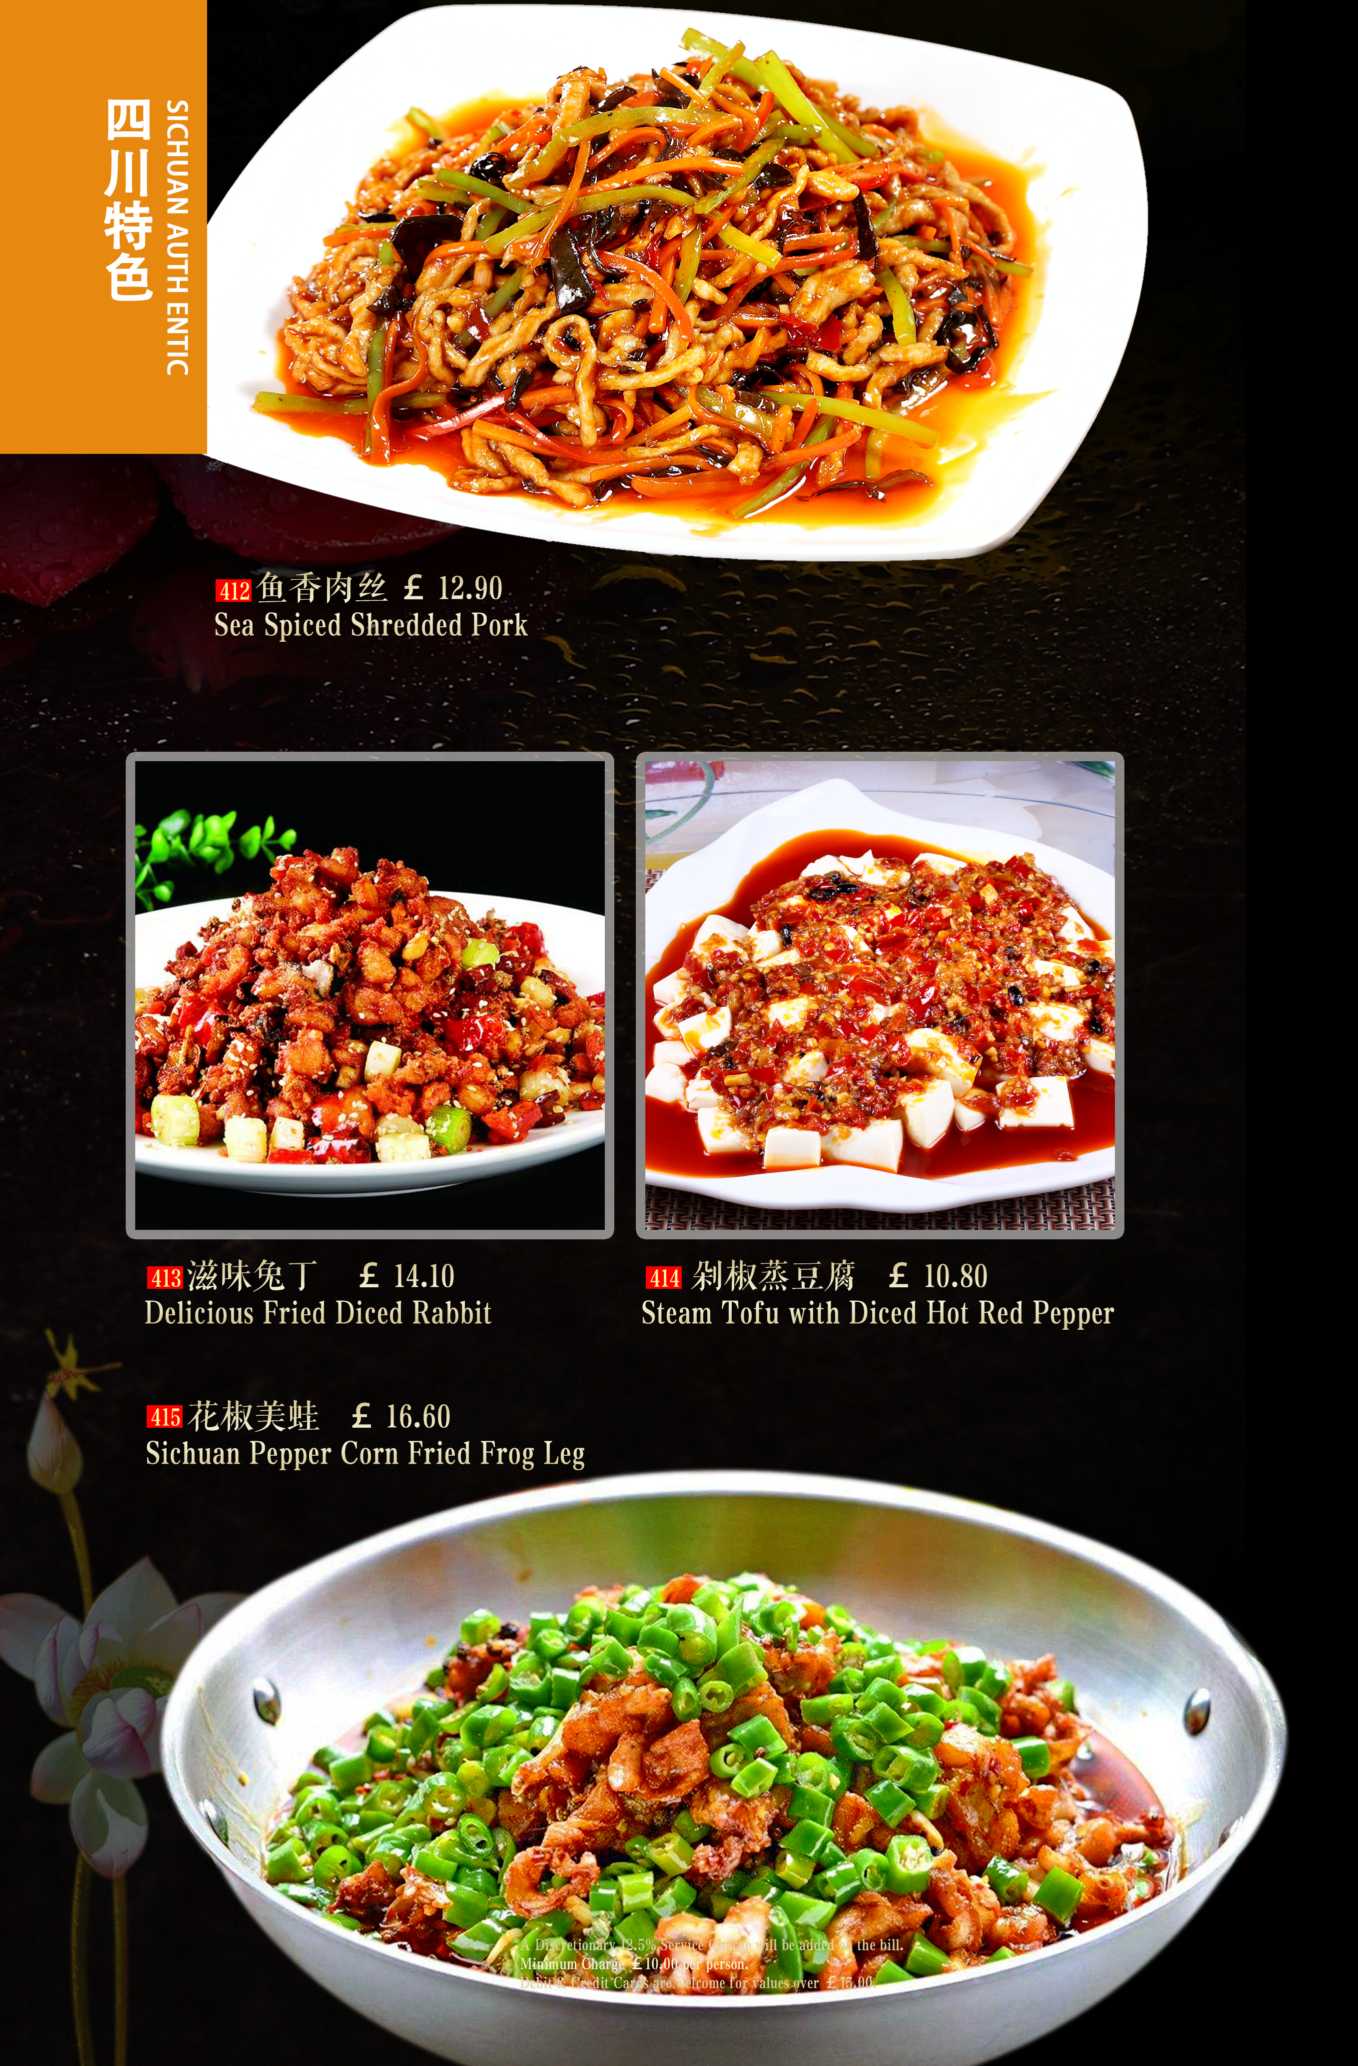 四川特色
SICHUAN AUTHENTIC
412 鱼香肉丝 £ 12.90
Sea Spiced Shredded Pork
413 滋味兔丁 £ 14.10
Delicious Fried Diced Rabbit
414 剁椒蒸豆腐 £ 10.80
Steam Tofu with Diced Hot Red Pepper
415 花椒美蛙 £ 16.60
Sichuan Pepper Corn Fried Frog Leg
A Discretionary 12.5% Service will be added the bill.
Minimum Charge £10.00 per person.
Debit & Credit Cards are welcome for values over £15.00